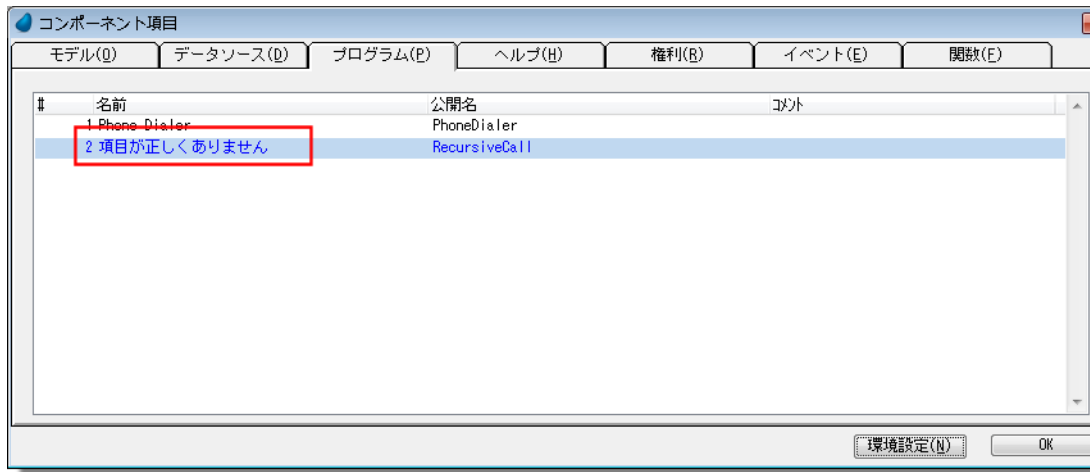 コンポーネント項目
モデル(O) データソース(D) プログラム(P) ヘルプ(H) 権利(R) イベント(E) 関数(F)
# 名前 公開名 コメント
1 Phone Dialer PhoneDialer
2 項目が正しくありません RecursiveCall
環境設定(N) OK